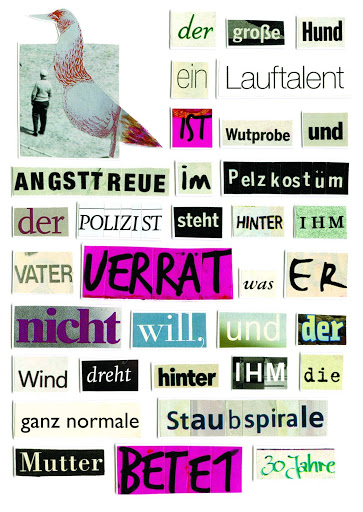 der große Hund
ein Lauftalent
IST Wutprobe und
ANGSTTREUE im Pelzkostüm
der POLIZIST steht HINTER IHM
VATER VERRÄT was ER
nicht will, und der
Wind dreht hinter IHM die
ganz normale Staubspirale
Mutter BETET 30 Jahre